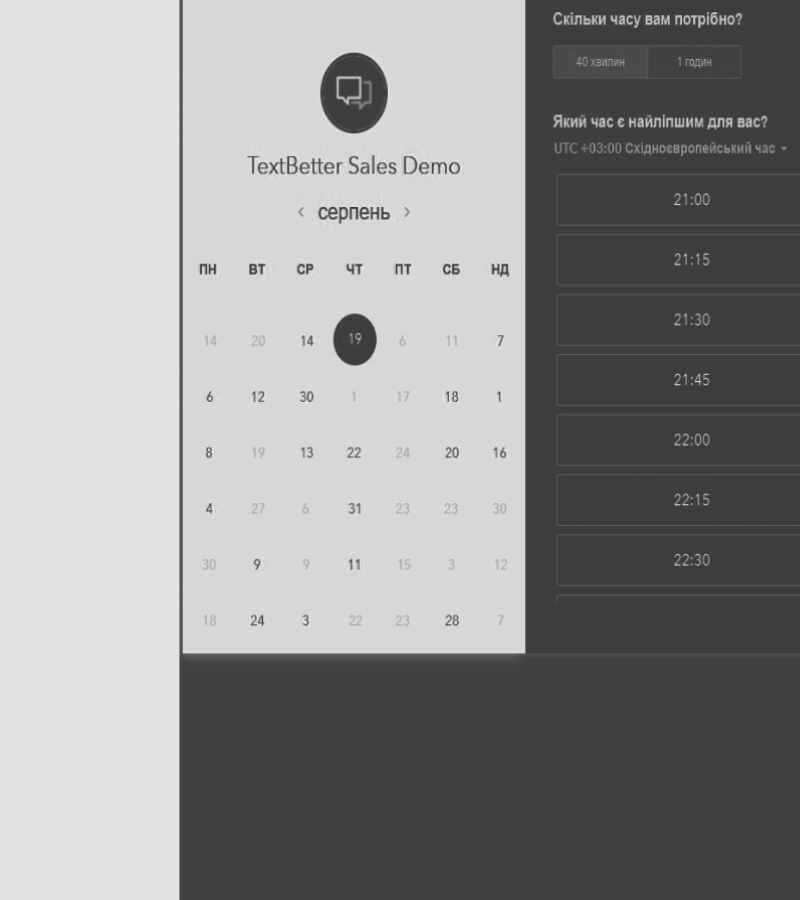 TextBetter Sales Demo
серпень
ПН ВТ СР ЧТ ПТ СБ НД
14 20 14 19 6 11 7
6 12 30 1 17 18 1
8 19 13 22 24 20 16
4 27 6 31 23 23 30
30 9 9 11 15 3 12
18 24 3 22 23 28 7
Скільки часу вам потрібно?
40 хвилин 1 годин
Який час є найліпшим для вас?
UTC +03:00 Східноєвропейський час
21:00
21:15
21:30
21:45
22:00
22:15
22:30